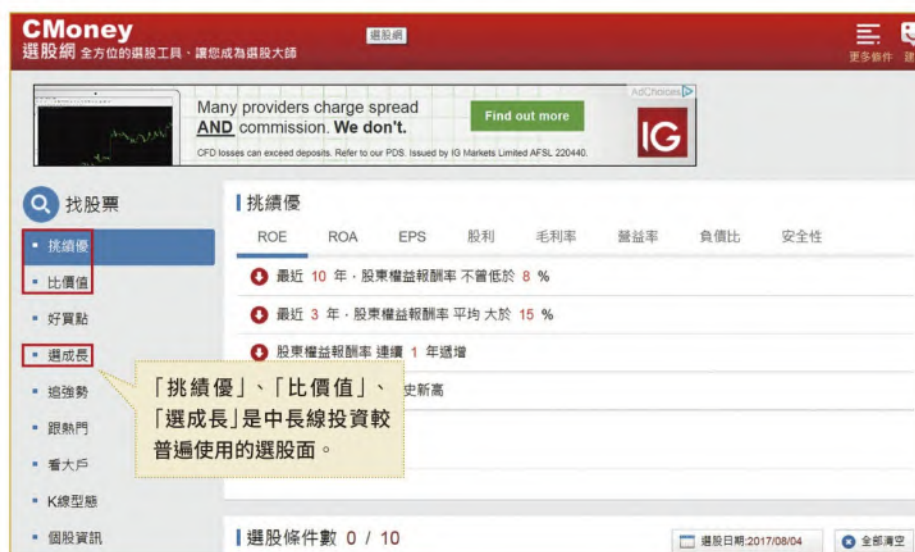 CMoney
選股網 全方位的選股工具、讓您成為選股大師
選股網
更多條件
Many providers charge spread
AND commission. We don't.
CFD losses can exceed deposits. Refer to our PDS. Issued by IG Markets Limited AFSL 220440.
Find out more
AdChoices
IG
找股票
挑績優
比價值
好買點
選成長
追強勢
跟熱門
看大戶
K線型態
個股資訊
挑績優
ROE ROA EPS 股利 毛利率 營益率 負債比 安全性
最近 10 年，股東權益報酬率 不曾低於 8 %
最近 3 年，股東權益報酬率 平均 大於 15 %
股東權益報酬率 連續 1 年遞增
史新高
「挑績優」、「比價值」、
「選成長」是中長線投資較
普遍使用的選股面。
選股條件數 0 / 10
選股日期:2017/08/04
全部清空